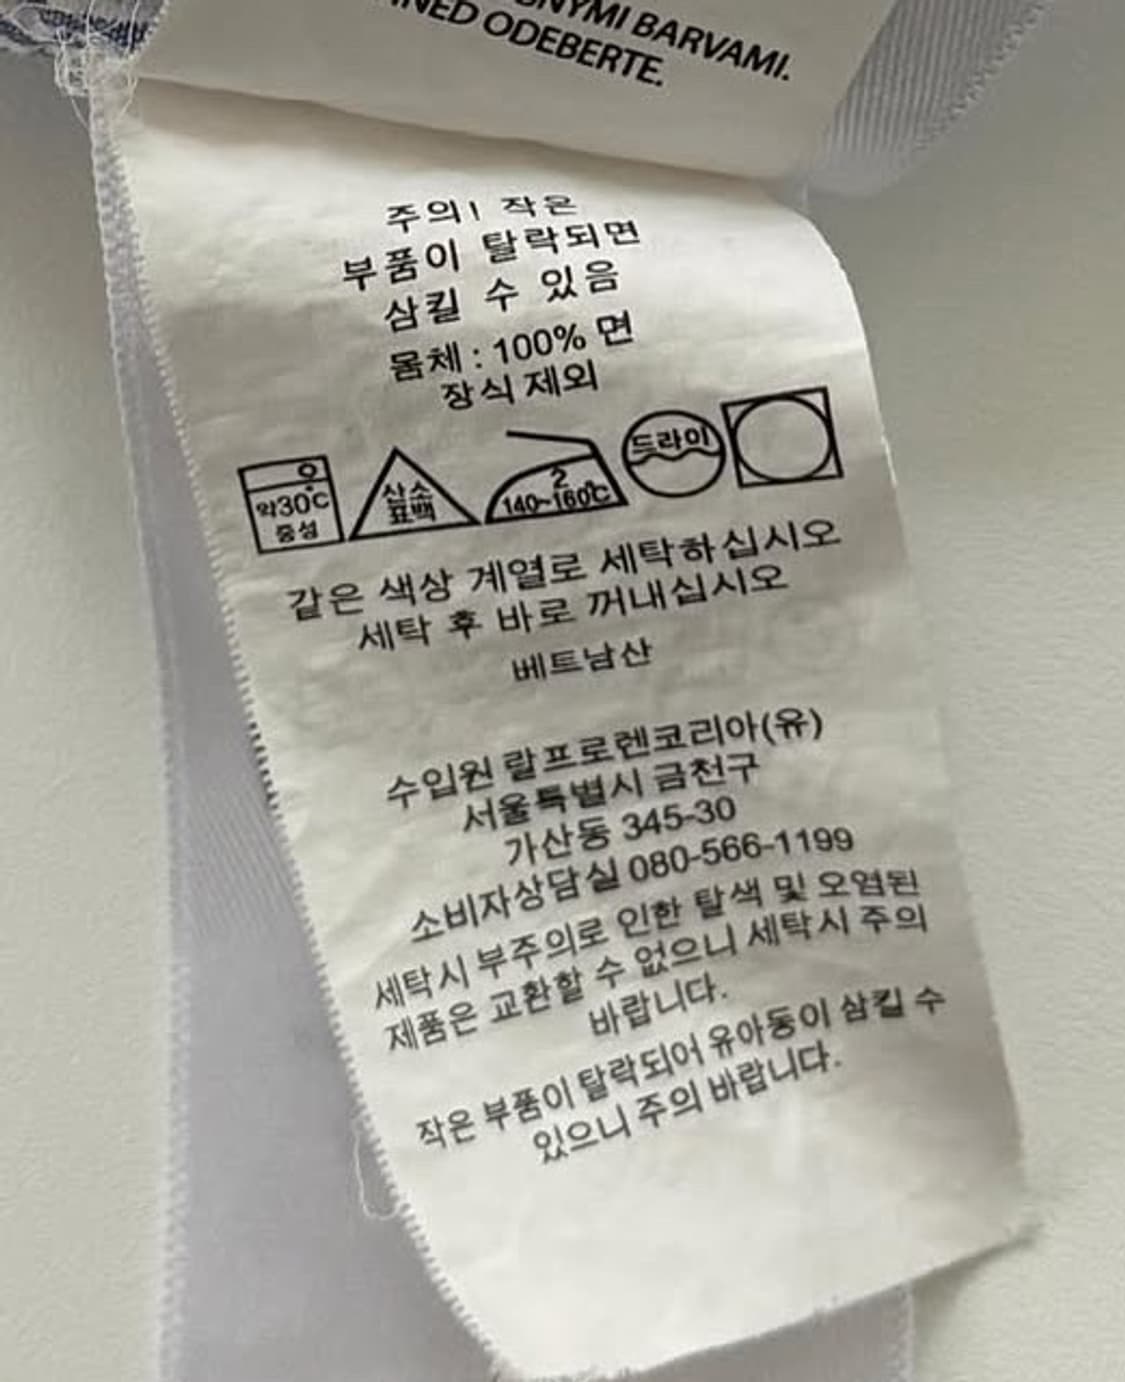 ONYMI BARVAMI.
INED ODEBERTE.
주의! 작은
부품이 탈락되면
삼킬 수 있음
몸체 : 100% 면
장식 제외
약30℃
중성
산소
표백
2
140~160℃
드라이
같은 색상 계열로 세탁하십시오
세탁 후 바로 꺼내십시오
베트남산
수입원 랄프로렌코리아(유)
서울특별시 금천구
가산동 345-30
소비자상담실 080-566-1199
세탁시 부주의로 인한 탈색 및 오염된
제품은 교환할 수 없으니 세탁시 주의
바랍니다.
작은 부품이 탈락되어 유아동이 삼킬 수
있으니 주의 바랍니다.